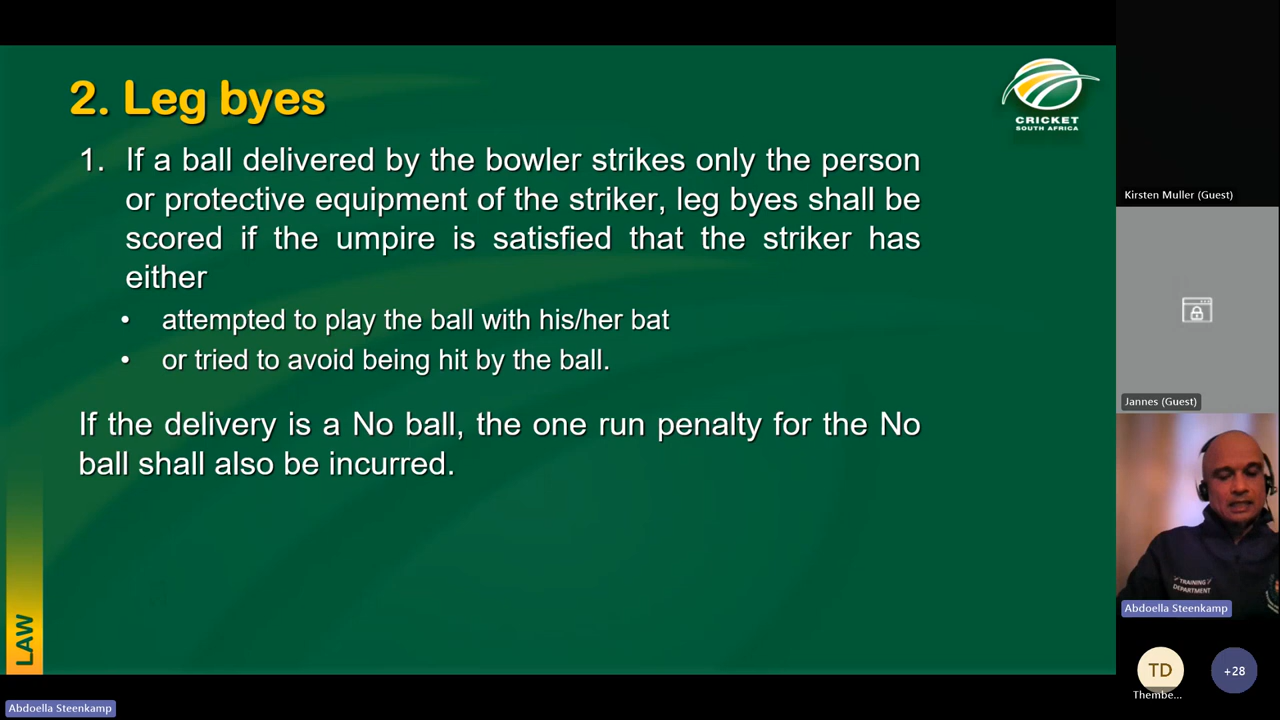 2. Leg byes
CRICKET
SOUTH AFRICA
1. If a ball delivered by the bowler strikes only the person
or protective equipment of the striker, leg byes shall be
scored if the umpire is satisfied that the striker has
either
• attempted to play the ball with his/her bat
• or tried to avoid being hit by the ball.
If the delivery is a No ball, the one run penalty for the No
ball shall also be incurred.
LAW
Abdoella Steenkamp
Kirsten Muller (Guest)
Jannes (Guest)
TRAINING
DEPARTMENT
Abdoella Steenkamp
TD
+28
Thembe...